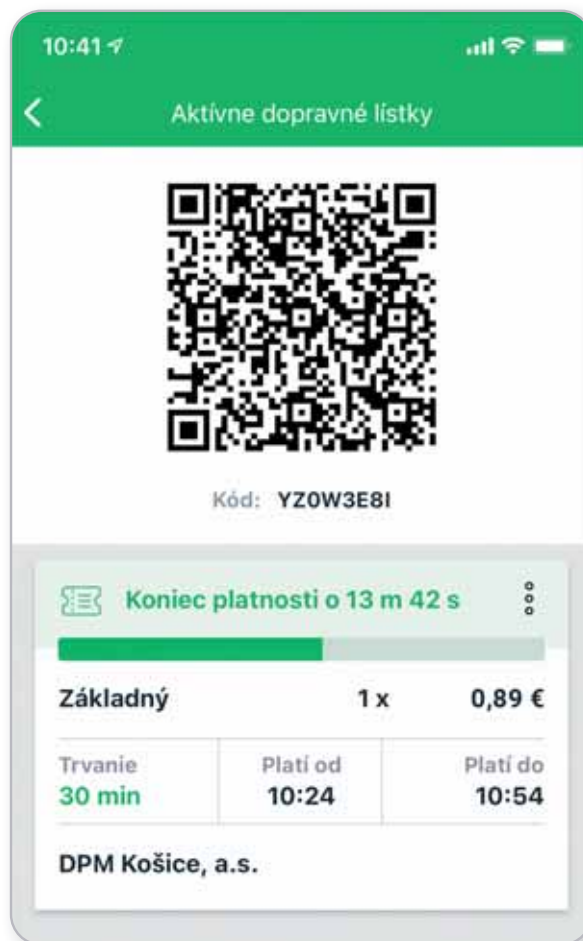 10:41
Aktívne dopravné lístky
Kód: YZ0W3E8I
Koniec platnosti o 13 m 42 s
Základný 1 x 0,89 €
Trvanie Platí od Platí do
30 min 10:24 10:54
DPM Košice, a.s.